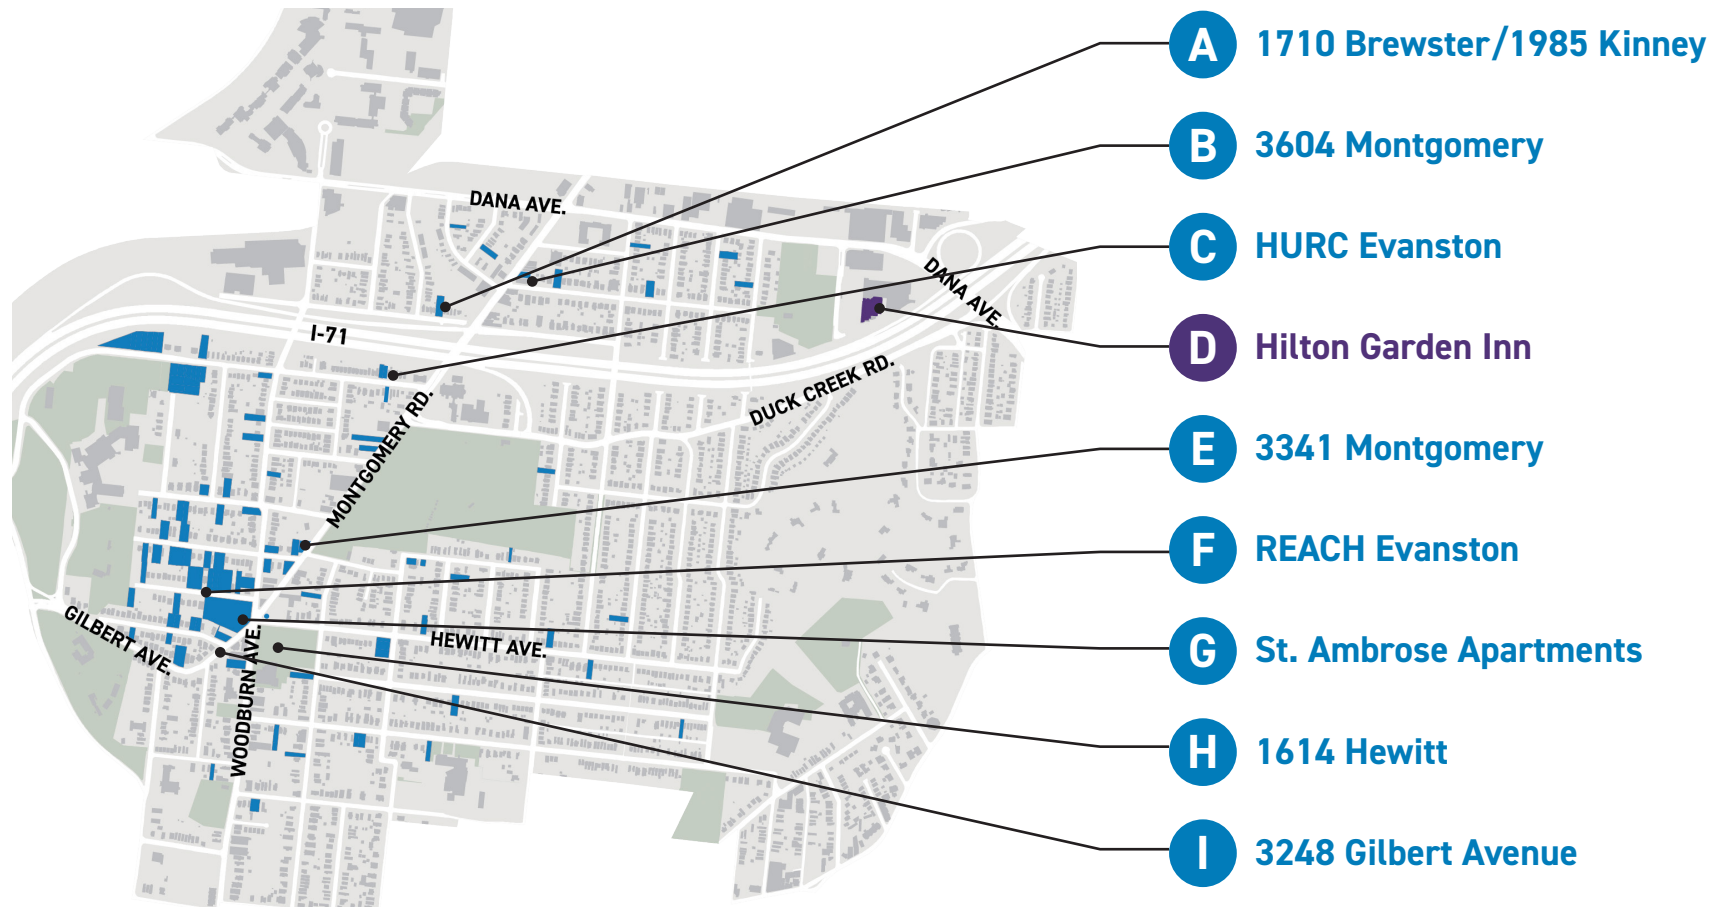 A 1710 Brewster/1985 Kinney
B 3604 Montgomery
C HURC Evanston
D Hilton Garden Inn
E 3341 Montgomery
F REACH Evanston
G St. Ambrose Apartments
H 1614 Hewitt
I 3248 Gilbert Avenue
DANA AVE.
DANA AVE.
I-71
DUCK CREEK RD.
MONTGOMERY RD.
GILBERT AVE.
WOODBURN AVE.
HEWITT AVE.